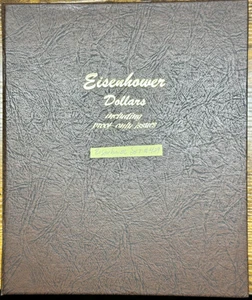 Eisenhower
Dollars
including
proof-only issues